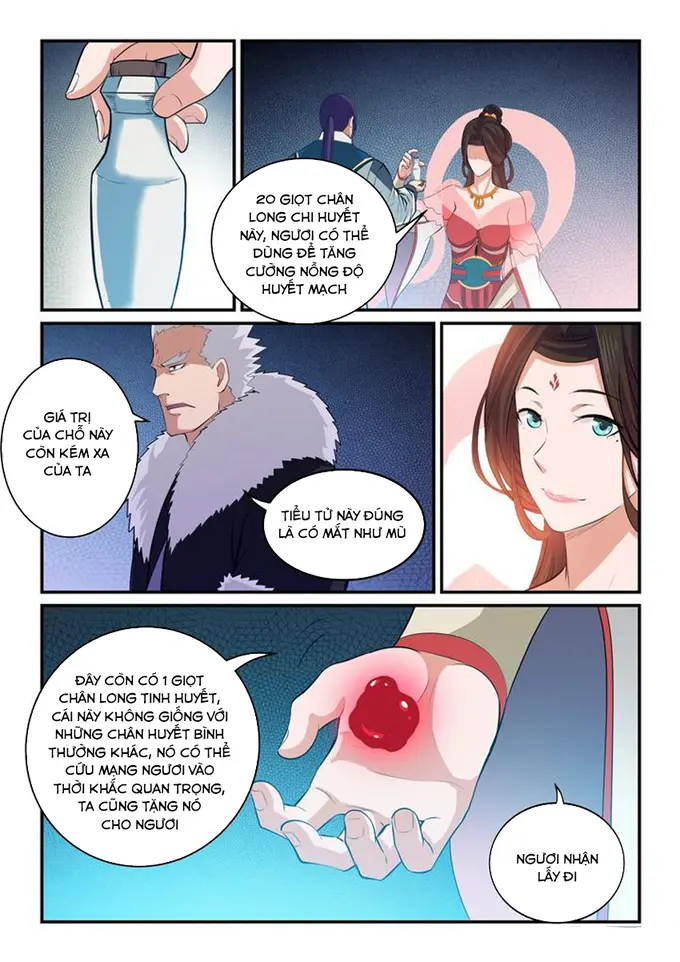 20 GIỌT CHÂN
LONG CHI HUYẾT
NÀY, NGƯƠI CÓ THỂ
DÙNG ĐỂ TĂNG
CƯỜNG NỒNG ĐỘ
HUYẾT MẠCH
GIÁ TRỊ
CỦA CHỖ NÀY
CÒN KÉM XA
CỦA TA
TIỂU TỬ NÀY ĐÚNG
LÀ CÓ MẮT NHƯ MÙ
ĐÂY CÒN CÓ 1 GIỌT
CHÂN LONG TINH HUYẾT,
CÁI NÀY KHÔNG GIỐNG VỚI
NHỮNG CHÂN HUYẾT BÌNH
THƯỜNG KHÁC, NÓ CÓ THỂ
CỨU MẠNG NGƯƠI VÀO
THỜI KHẮC QUAN TRỌNG,
TA CŨNG TẶNG NÓ
CHO NGƯƠI
NGƯƠI NHẬN
LẤY ĐI